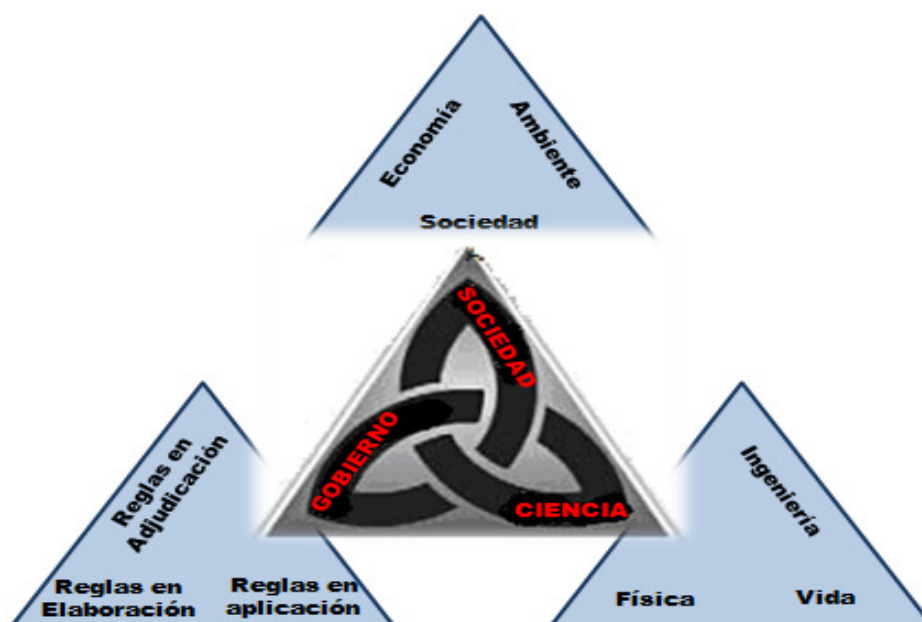 Economía
Ambiente
Sociedad
SOCIEDAD
GOBIERNO
CIENCIA
Reglas en
Adjudicación
Reglas en
Elaboración
Reglas en
aplicación
Ingeniería
Física
Vida